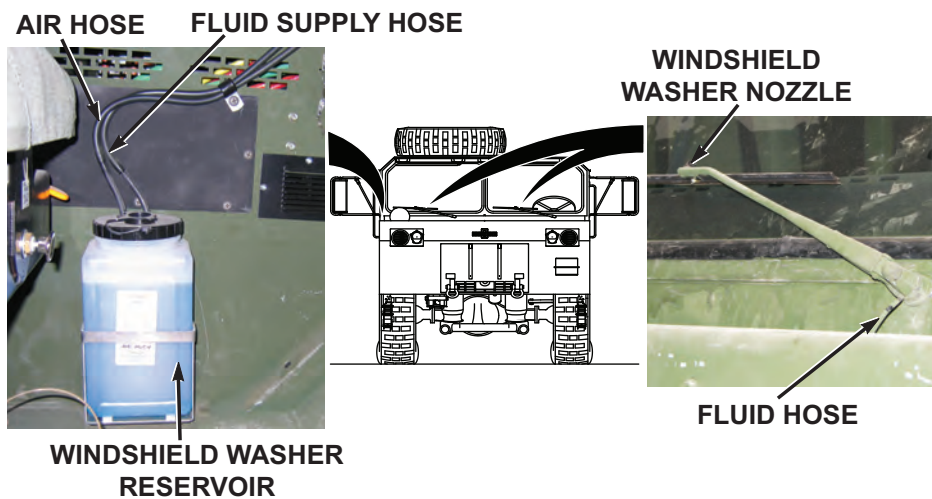 AIR HOSE
FLUID SUPPLY HOSE
WINDSHIELD
WASHER NOZZLE
FLUID HOSE
WINDSHIELD WASHER
RESERVOIR